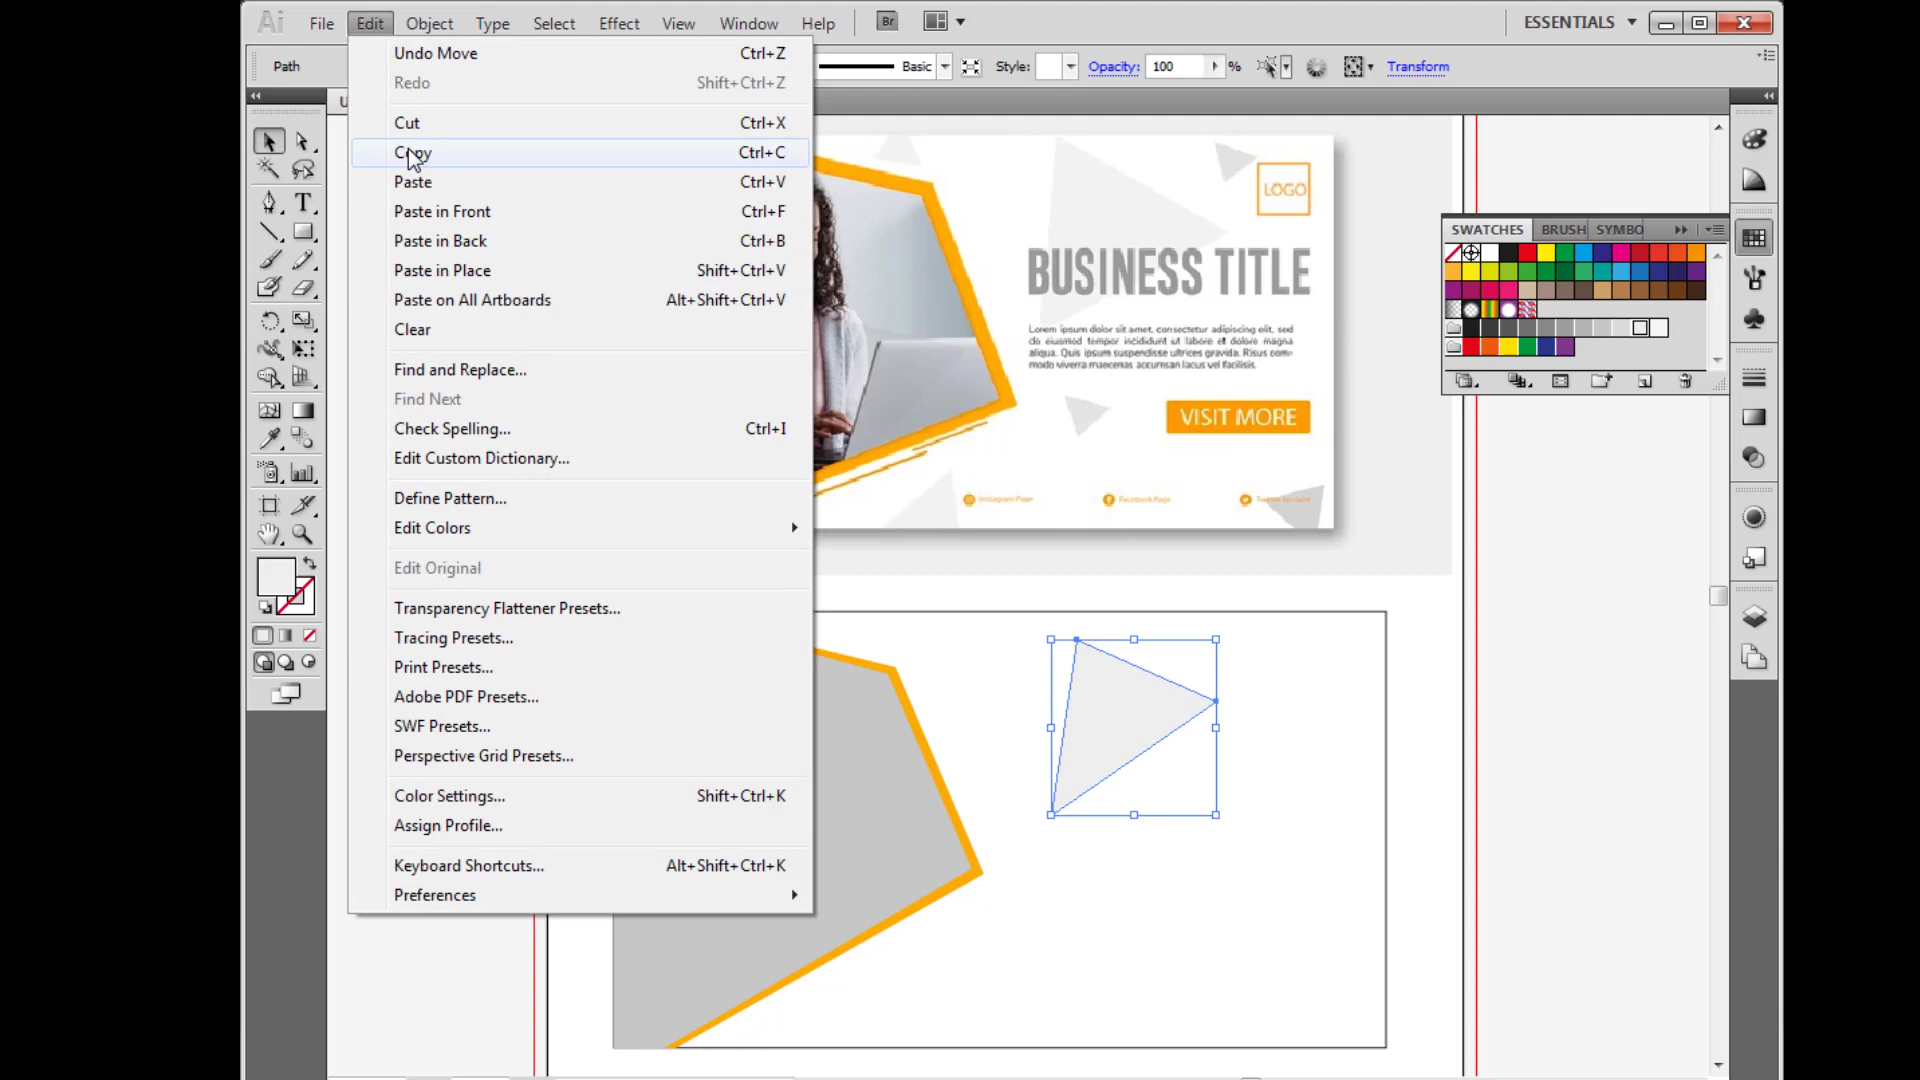 Ai File Edit Object Type Select Effect View Window Help Br ESSENTIALS
Path Basic Style: Opacity: 100 % Transform
Undo Move Ctrl+Z
Redo Shift+Ctrl+Z
Cut Ctrl+X
Copy Ctrl+C
Paste Ctrl+V
Paste in Front Ctrl+F
Paste in Back Ctrl+B
Paste in Place Shift+Ctrl+V
Paste on All Artboards Alt+Shift+Ctrl+V
Clear
Find and Replace...
Find Next
Check Spelling... Ctrl+I
Edit Custom Dictionary...
Define Pattern...
Edit Colors
Edit Original
Transparency Flattener Presets...
Tracing Presets...
Print Presets...
Adobe PDF Presets...
SWF Presets...
Perspective Grid Presets...
Color Settings... Shift+Ctrl+K
Assign Profile...
Keyboard Shortcuts... Alt+Shift+Ctrl+K
Preferences
LOGO
BUSINESS TITLE
Lorem ipsum dolor sit amet, consectetur adipiscing elit, sed
do eiusmod tempor incididunt ut labore et dolore magna
aliqua. Quis ipsum suspendisse ultrices gravida. Risus com-
modo viverra maecenas accumsan lacus vel facilisis.
VISIT MORE
Instagram Page Facebook Page
SWATCHES BRUSH SYMBO